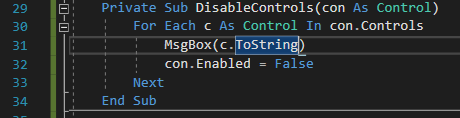 29 Private Sub DisableControls(con As Control)
30 For Each c As Control In con.Controls
31 MsgBox(c.ToString)
32 con.Enabled = False
33 Next
34 End Sub